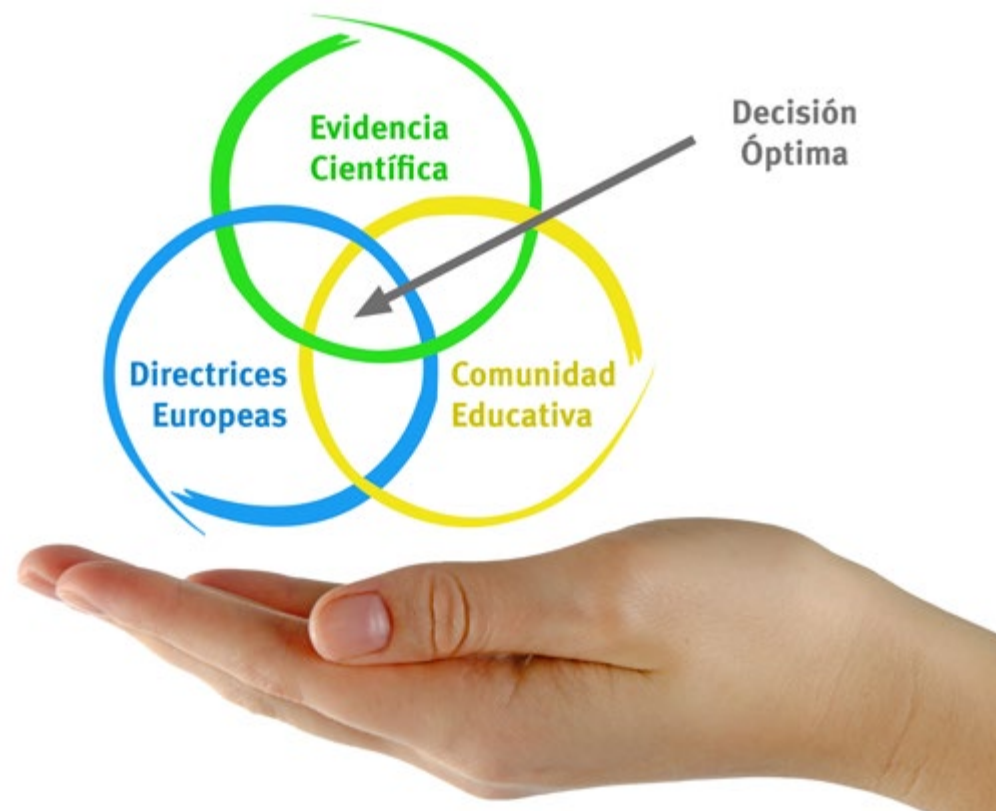 Evidencia
Científica
Decisión
Óptima
Directrices
Europeas
Comunidad
Educativa